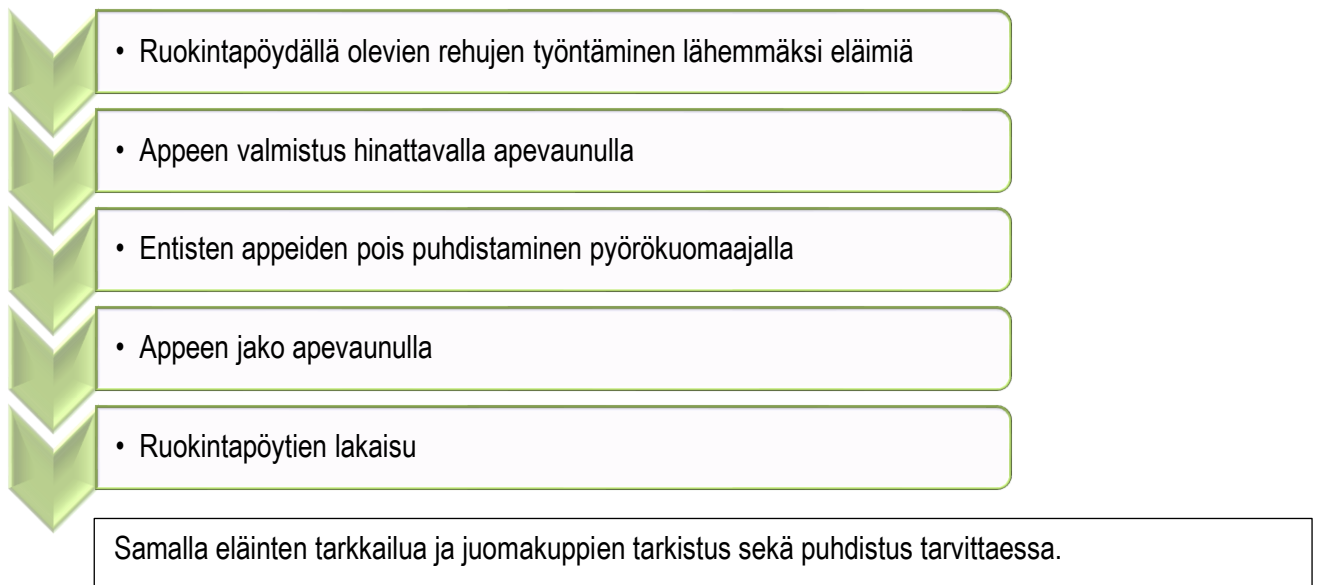 • Ruokintapöydällä olevien rehujen työntäminen lähemmäksi eläimiä
• Appeen valmistus hinattavalla apevaunulla
• Entisten appeiden pois puhdistaminen pyörökuomaajalla
• Appeen jako apevaunulla
• Ruokintapöytien lakaisu
Samalla eläinten tarkkailua ja juomakuppien tarkistus sekä puhdistus tarvittaessa.